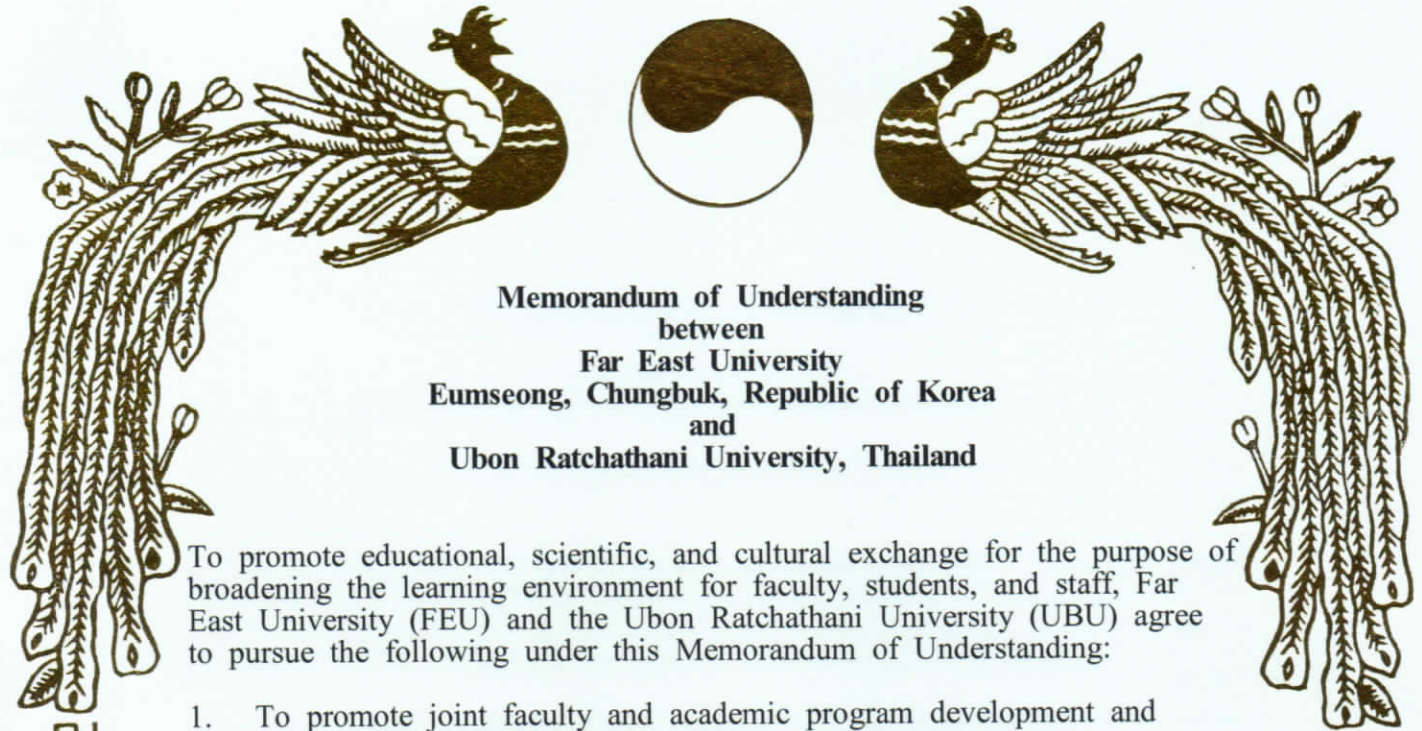 Memorandum of Understanding
between
Far East University
Eumseong, Chungbuk, Republic of Korea
and
Ubon Ratchathani University, Thailand
To promote educational, scientific, and cultural exchange for the purpose of
broadening the learning environment for faculty, students, and staff, Far
East University (FEU) and the Ubon Ratchathani University (UBU) agree
to pursue the following under this Memorandum of Understanding:
1. To promote joint faculty and academic program development and